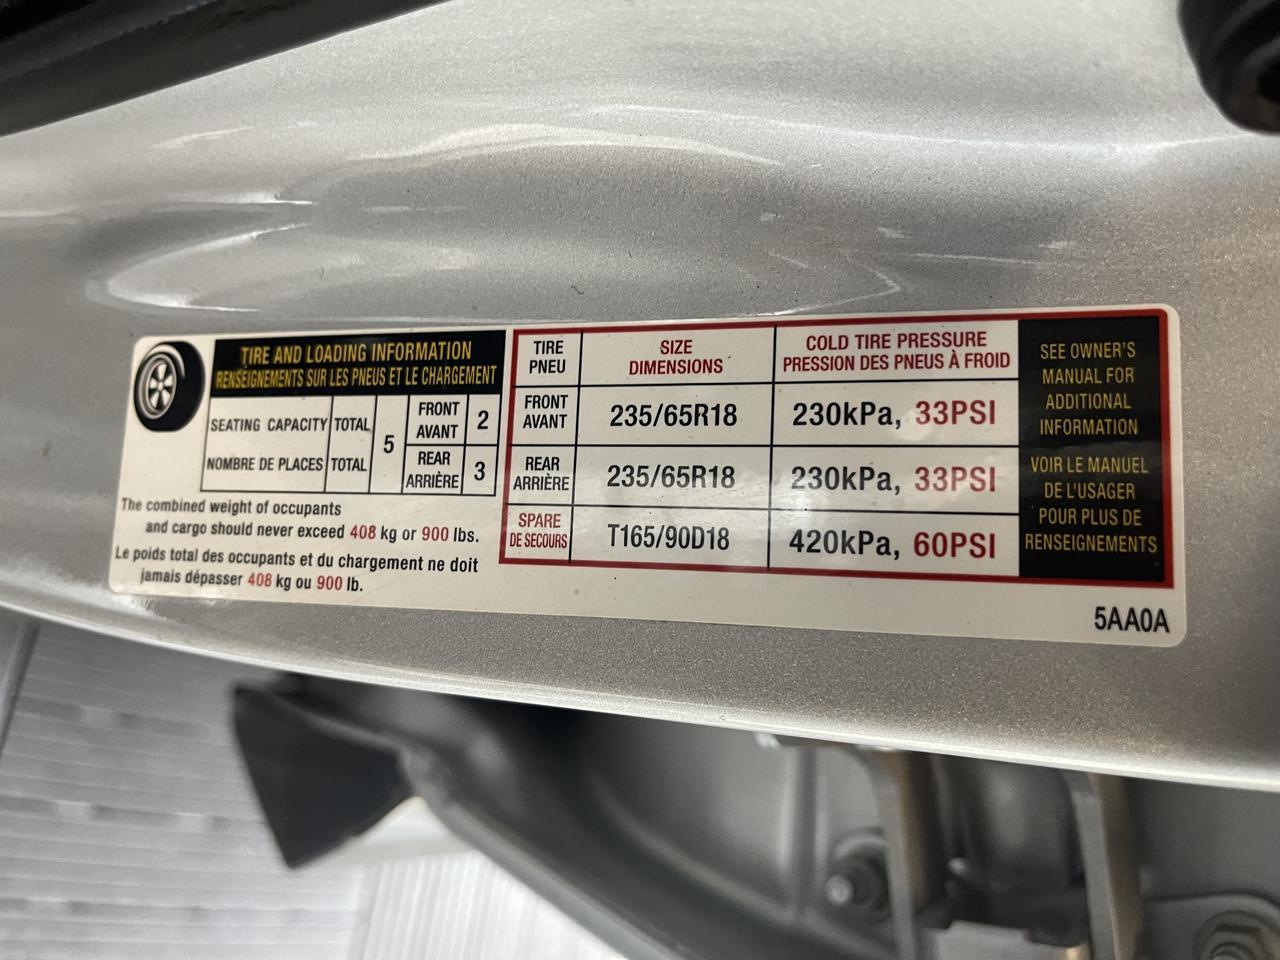 TIRE AND LOADING INFORMATION
RENSEIGNEMENTS SUR LES PNEUS ET LE CHARGEMENT
SEATING CAPACITY TOTAL
NOMBRE DE PLACES TOTAL
5
FRONT
AVANT
2
REAR
ARRIÈRE
3
The combined weight of occupants
and cargo should never exceed 408 kg or 900 lbs.
Le poids total des occupants et du chargement ne doit
jamais dépasser 408 kg ou 900 lb.
TIRE
PNEU
SIZE
DIMENSIONS
COLD TIRE PRESSURE
PRESSION DES PNEUS À FROID
FRONT
AVANT
235/65R18
230kPa, 33PSI
REAR
ARRIÈRE
235/65R18
230kPa, 33PSI
SPARE
DE SECOURS
T165/90D18
420kPa, 60PSI
SEE OWNER'S
MANUAL FOR
ADDITIONAL
INFORMATION
VOIR LE MANUEL
DE L'USAGER
POUR PLUS DE
RENSEIGNEMENTS
5AA0A